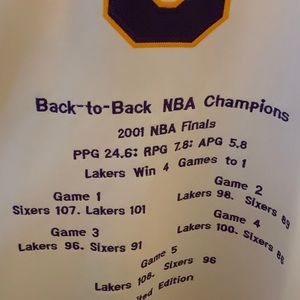 Back-to-Back NBA Champions
2001 NBA Finals
PPG 24.6: RPG 7.8: APG 5.8
Lakers Win 4 Games to 1
Game 1
Sixers 107. Lakers 101
Game 2
Lakers 98. Sixers 89
Game 3
Lakers 96. Sixers 91
Game 4
Lakers 100. Sixers 86
Game 5
Lakers 108. Sixers 96
Edition